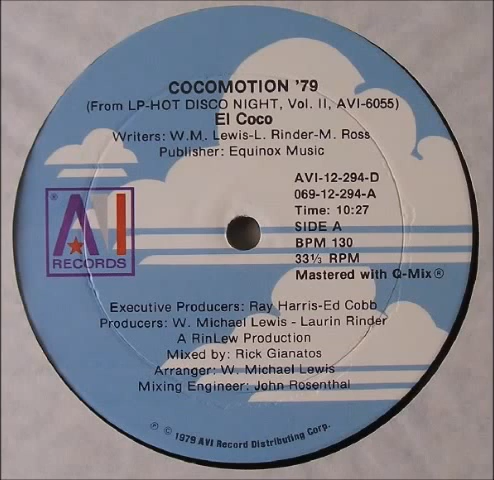 COCOMOTION '79
(From LP-HOT DISCO NIGHT, Vol. II, AVI-6055)
El Coco
Writers: W.M. Lewis-L. Rinder-M. Ross
Publisher: Equinox Music
AVI-12-294-D
069-12-294-A
Time: 10:27
SIDE A
BPM 130
33⅓ RPM
Mastered with Q-Mix®
® AVI
RECORDS
Executive Producers: Ray Harris-Ed Cobb
Producers: W. Michael Lewis - Laurin Rinder
A RinLew Production
Mixed by: Rick Gianatos
Arranger: W. Michael Lewis
Mixing Engineer: John Rosenthal
℗ © 1979 AVI Record Distributing Corp.